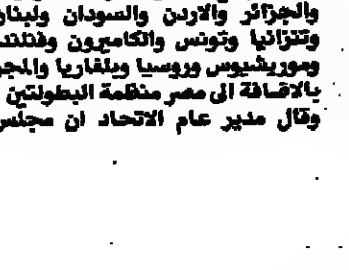 والجزائر والاردن والسودان ولبنان
وتنزانيا وتونس والكاميرون وفنلند
وموريشيوس وروسيا وبلغاريا والمجر
بالاضافة الى مصر منظمة البطولتين
وقال مدير عام الاتحاد ان مجلس